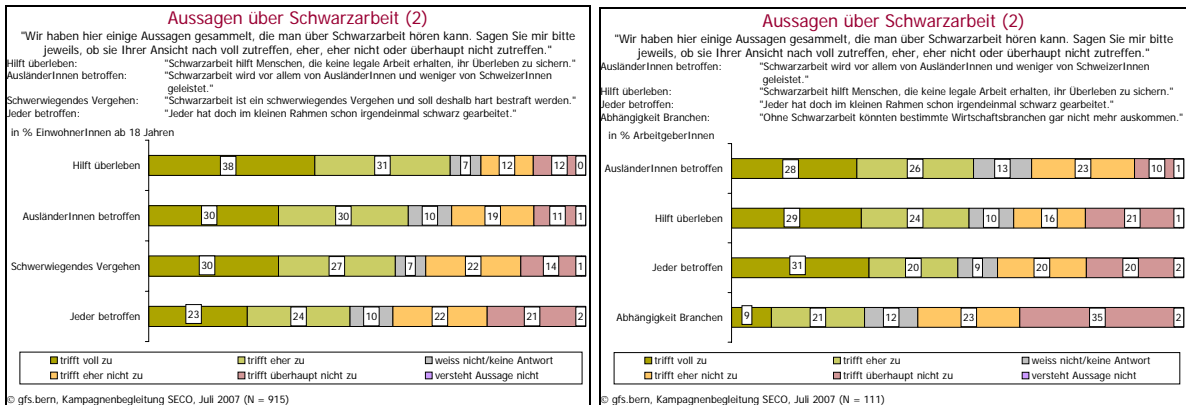 Aussagen über Schwarzarbeit (2)
"Wir haben hier einige Aussagen gesammelt, die man über Schwarzarbeit hören kann. Sagen Sie mir bitte
jeweils, ob sie Ihrer Ansicht nach voll zutreffen, eher, eher nicht oder überhaupt nicht zutreffen."
Hilft überleben: "Schwarzarbeit hilft Menschen, die keine legale Arbeit erhalten, ihr Überleben zu sichern."
AusländerInnen betroffen: "Schwarzarbeit wird vor allem von AusländerInnen und weniger von SchweizerInnen
geleistet."
Schwerwiegendes Vergehen: "Schwarzarbeit ist ein schwerwiegendes Vergehen und soll deshalb hart bestraft werden."
Jeder betroffen: "Jeder hat doch im kleinen Rahmen schon irgendeinmal schwarz gearbeitet."
in % EinwohnerInnen ab 18 Jahren
Hilft überleben 38 31 7 12 12 0
AusländerInnen betroffen 30 30 10 19 11 1
Schwerwiegendes Vergehen 30 27 7 22 14 1
Jeder betroffen 23 24 10 22 21 2
trifft voll zu trifft eher zu weiss nicht/keine Antwort
trifft eher nicht zu trifft überhaupt nicht zu versteht Aussage nicht
© gfs.bern, Kampagnenbegleitung SECO, Juli 2007 (N = 915)
Aussagen über Schwarzarbeit (2)
"Wir haben hier einige Aussagen gesammelt, die man über Schwarzarbeit hören kann. Sagen Sie mir bitte
jeweils, ob sie Ihrer Ansicht nach voll zutreffen, eher, eher nicht oder überhaupt nicht zutreffen."
AusländerInnen betroffen: "Schwarzarbeit wird vor allem von AusländerInnen und weniger von SchweizerInnen
geleistet."
Hilft überleben: "Schwarzarbeit hilft Menschen, die keine legale Arbeit erhalten, ihr Überleben zu sichern."
Jeder betroffen: "Jeder hat doch im kleinen Rahmen schon irgendeinmal schwarz gearbeitet."
Abhängigkeit Branchen: "Ohne Schwarzarbeit könnten bestimmte Wirtschaftsbranchen gar nicht mehr auskommen."
in % ArbeitgeberInnen
AusländerInnen betroffen 28 26 13 23 10 1
Hilft überleben 29 24 10 16 21 1
Jeder betroffen 31 20 9 20 20 2
Abhängigkeit Branchen 9 21 12 23 35 2
trifft voll zu trifft eher zu weiss nicht/keine Antwort
trifft eher nicht zu trifft überhaupt nicht zu versteht Aussage nicht
© gfs.bern, Kampagnenbegleitung SECO, Juli 2007 (N = 111)